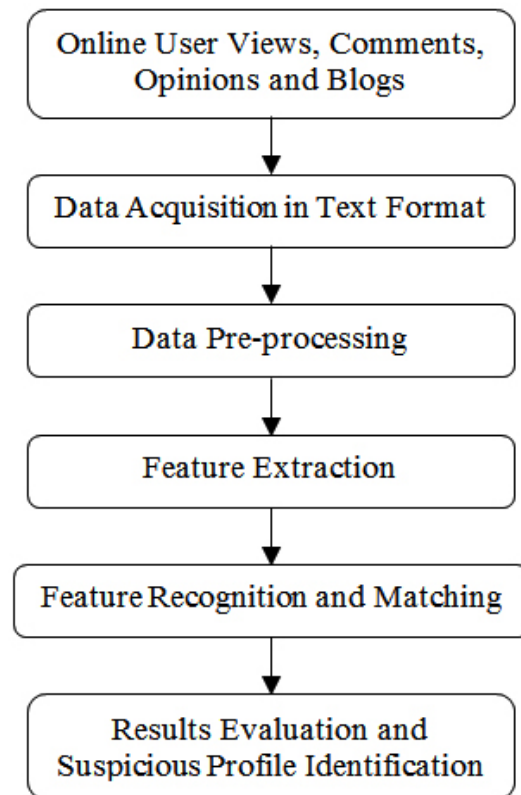 Online User Views, Comments,
Opinions and Blogs
Data Acquisition in Text Format
Data Pre-processing
Feature Extraction
Feature Recognition and Matching
Results Evaluation and
Suspicious Profile Identification